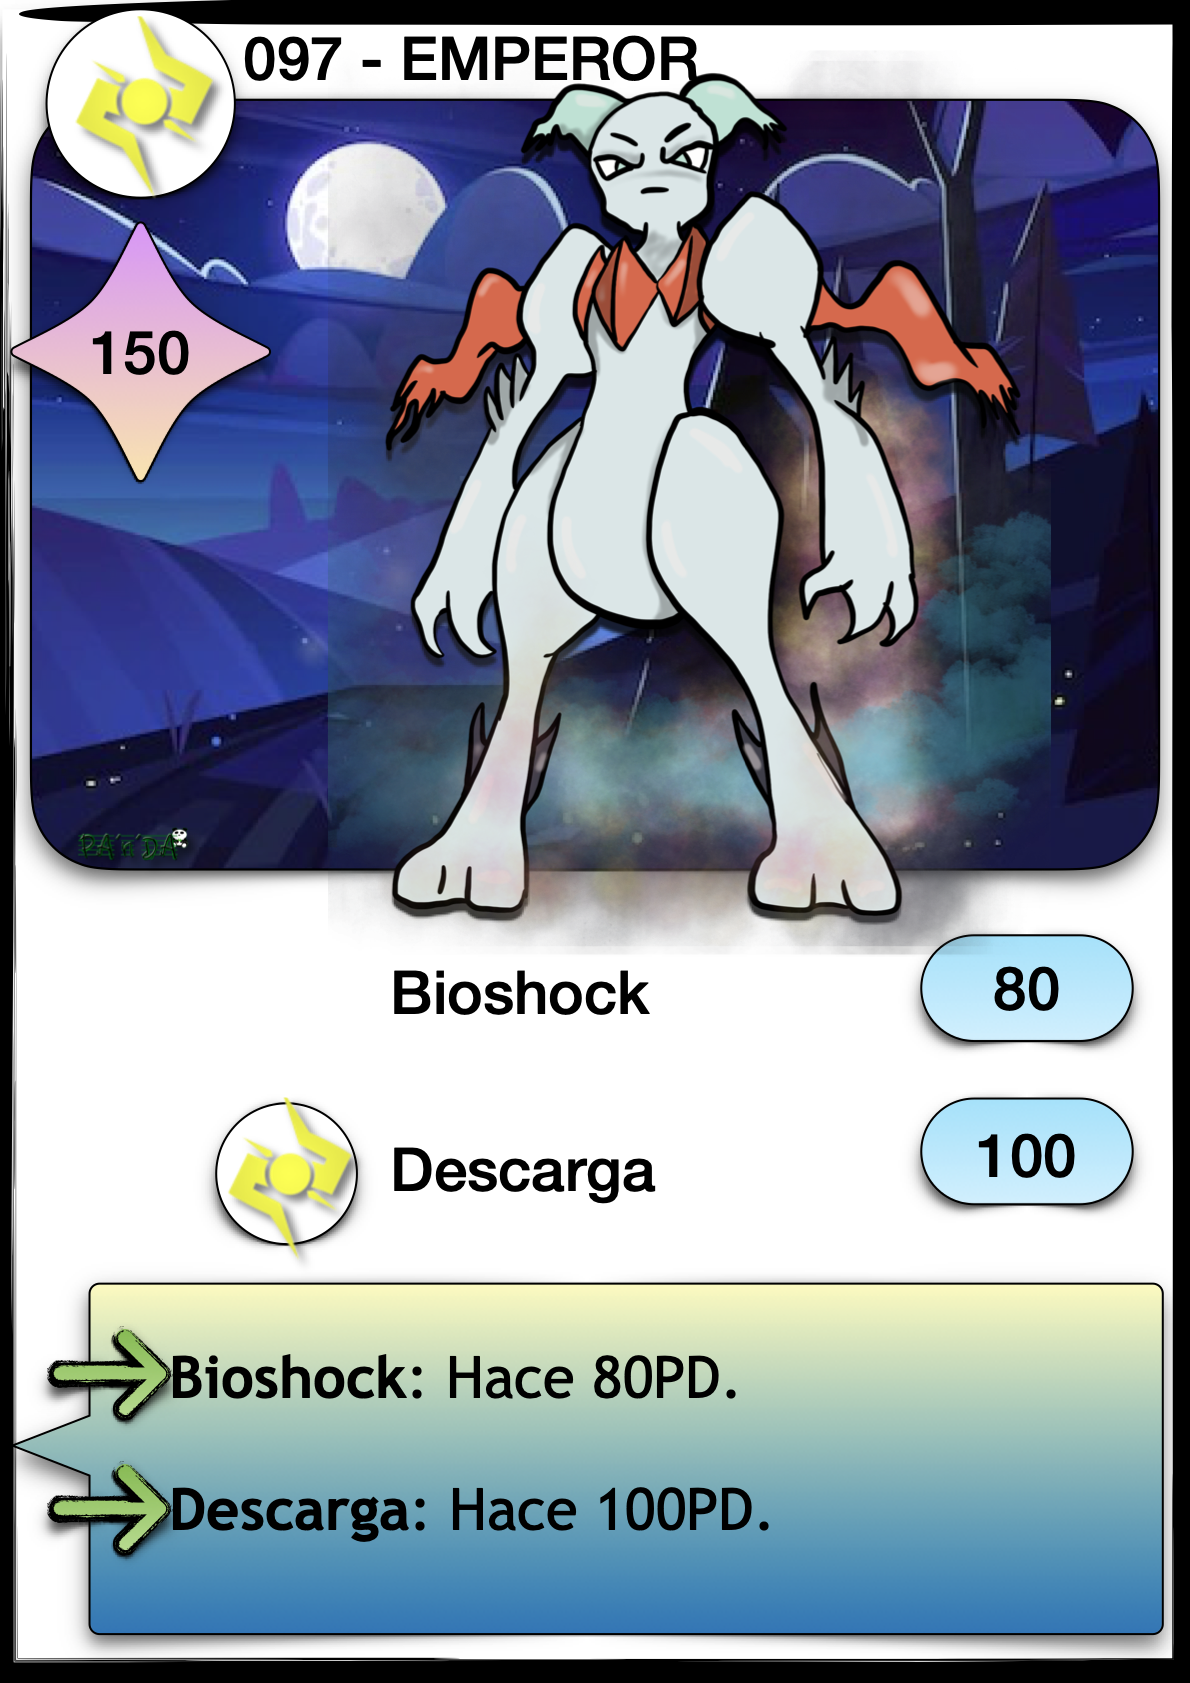 097 - EMPEROR
150
Bioshock
80
Descarga
100
Bioshock: Hace 80PD.
Descarga: Hace 100PD.